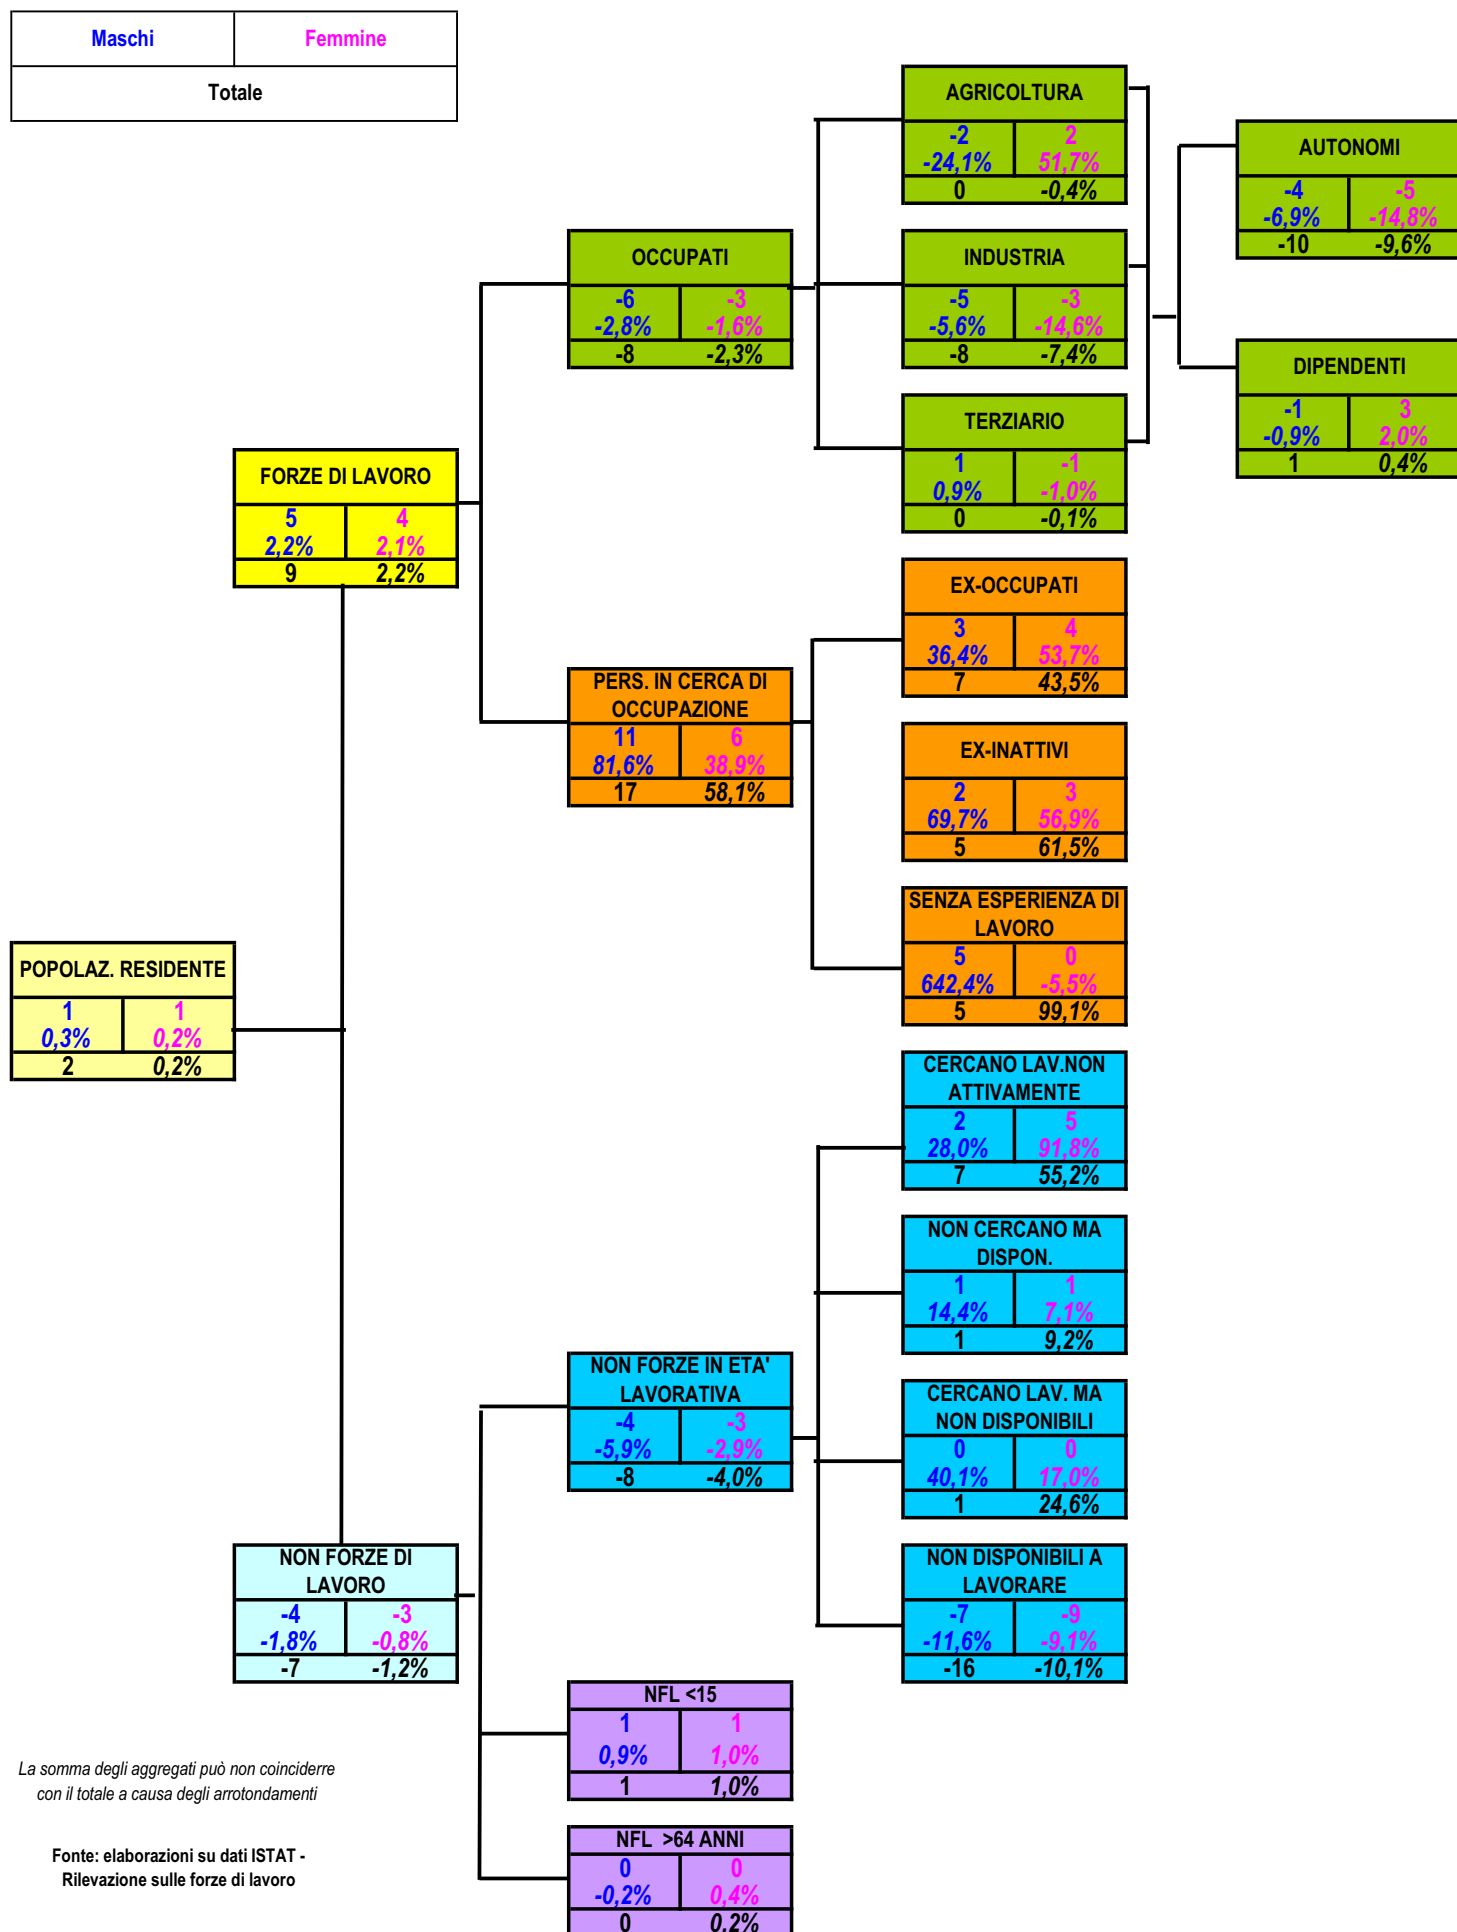 Maschi Femmine
Totale
AGRICOLTURA
-2 2
-24,1% 51,7%
0 -0,4%
AUTONOMI
-4 -5
-6,9% -14,8%
-10 -9,6%
OCCUPATI
-6 -3
-2,8% -1,6%
-8 -2,3%
INDUSTRIA
-5 -3
-5,6% -14,6%
-8 -7,4%
DIPENDENTI
-1 3
-0,9% 2,0%
1 0,4%
TERZIARIO
1 -1
0,9% -1,0%
0 -0,1%
FORZE DI LAVORO
5 4
2,2% 2,1%
9 2,2%
EX-OCCUPATI
3 4
36,4% 53,7%
7 43,5%
PERS. IN CERCA DI
OCCUPAZIONE
11 6
81,6% 38,9%
17 58,1%
EX-INATTIVI
2 3
69,7% 56,9%
5 61,5%
SENZA ESPERIENZA DI
LAVORO
5 0
642,4% -5,5%
5 99,1%
POPOLAZ. RESIDENTE
1 1
0,3% 0,2%
2 0,2%
CERCANO LAV.NON
ATTIVAMENTE
2 5
28,0% 91,8%
7 55,2%
NON CERCANO MA
DISPON.
1 1
14,4% 7,1%
1 9,2%
NON FORZE IN ETA'
LAVORATIVA
-4 -3
-5,9% -2,9%
-8 -4,0%
CERCANO LAV. MA
NON DISPONIBILI
0 0
40,1% 17,0%
1 24,6%
NON FORZE DI
LAVORO
-4 -3
-1,8% -0,8%
-7 -1,2%
NON DISPONIBILI A
LAVORARE
-7 -9
-11,6% -9,1%
-16 -10,1%
NFL <15
1 1
0,9% 1,0%
1 1,0%
La somma degli aggregati può non coinciderre
con il totale a causa degli arrotondamenti
NFL >64 ANNI
0 0
-0,2% 0,4%
0 0,2%
Fonte: elaborazioni su dati ISTAT -
Rilevazione sulle forze di lavoro